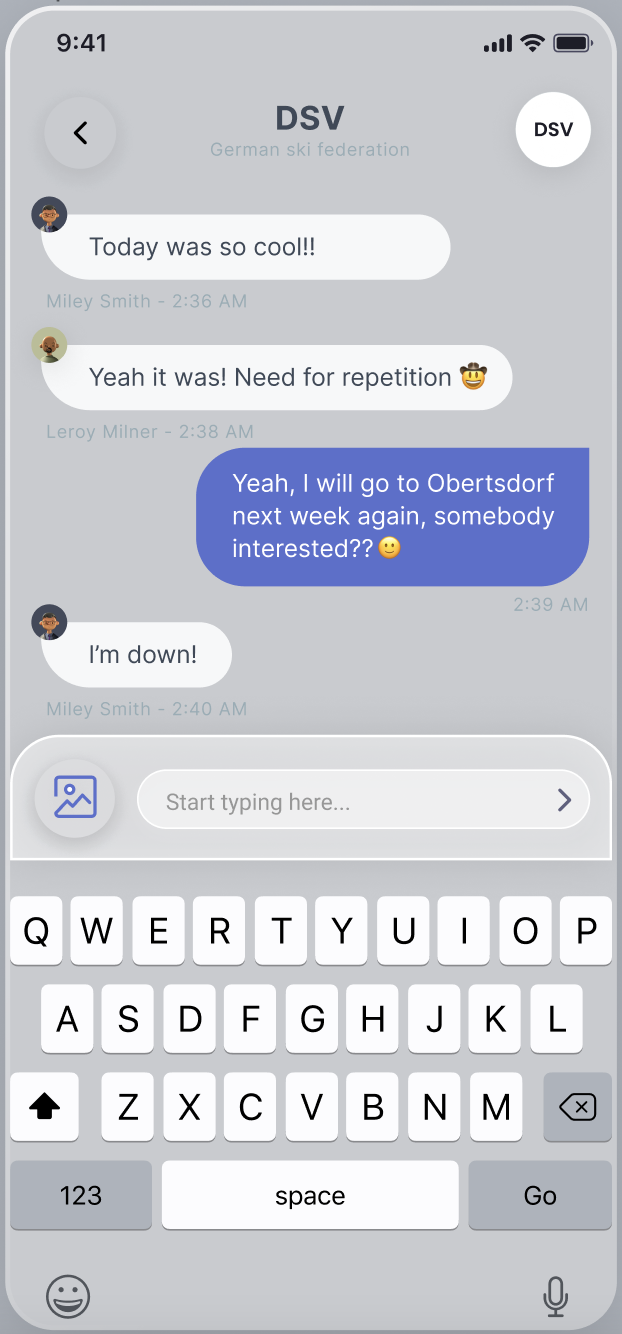 9:41
DSV
German ski federation
DSV
Today was so cool!!
Miley Smith - 2:36 AM
Yeah it was! Need for repetition 🤠
Leroy Milner - 2:38 AM
Yeah, I will go to Obertsdorf
next week again, somebody
interested??🙂
2:39 AM
I’m down!
Miley Smith - 2:40 AM
Start typing here...
Q W E R T Y U I O P
A S D F G H J K L
Z X C V B N M
123 space Go